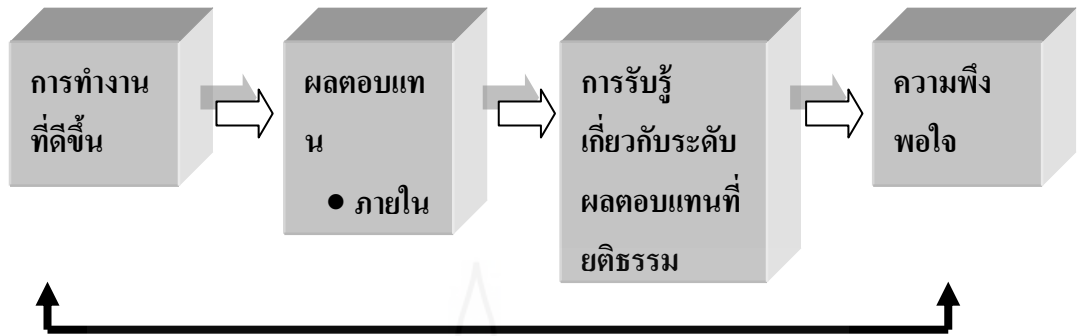 การทำงาน
ที่ดีขึ้น
ผลตอบแท
น
● ภายใน
การรับรู้
เกี่ยวกับระดับ
ผลตอบแทนที่
ยติธรรม
ความพึง
พอใจ